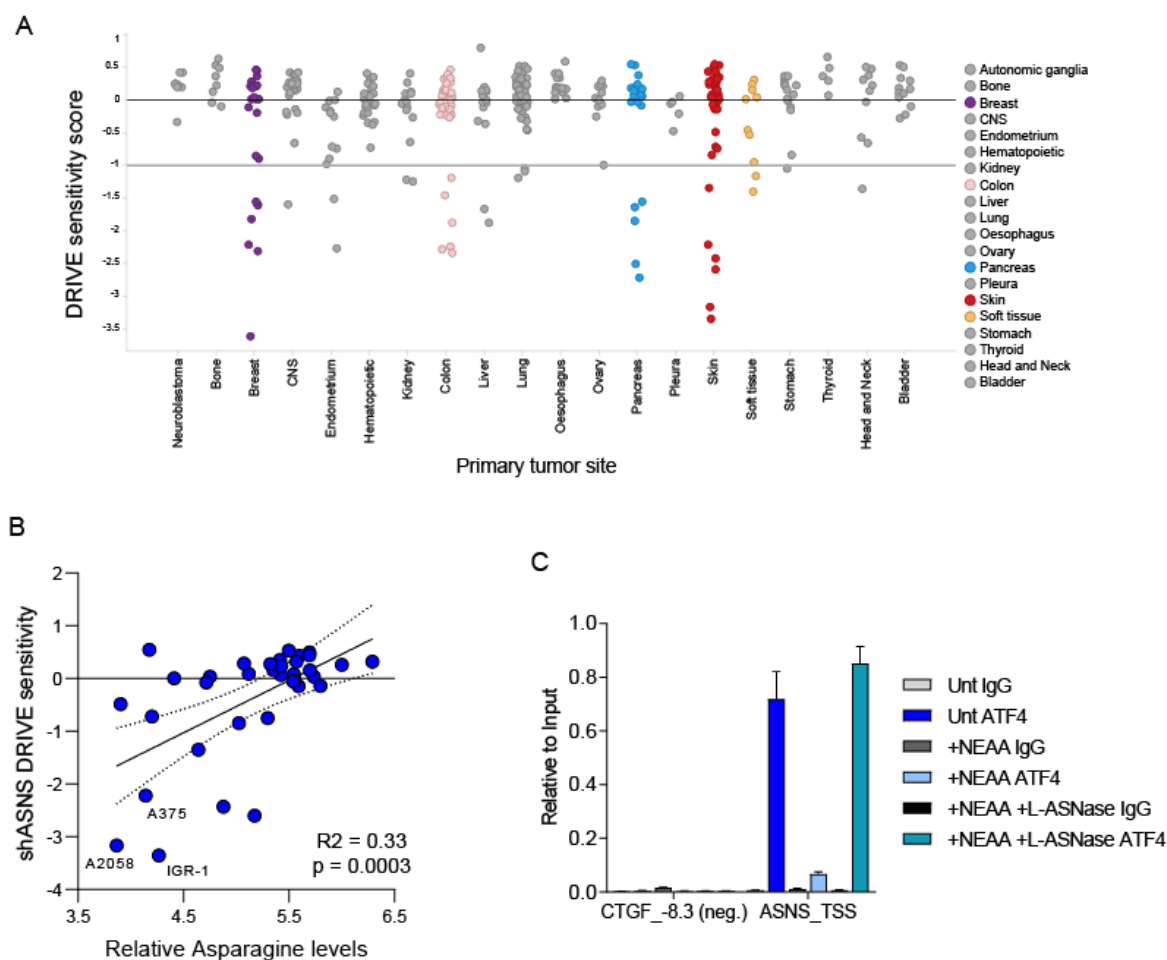 A
DRIVE sensitivity score
1
0.5
0
-0.5
-1
-1.5
-2
-2.5
-3
-3.5
Neuroblastoma
Bone
Breast
CNS
Endometrium
Hematopoietic
Kidney
Colon
Liver
Lung
Oesophagus
Ovary
Pancreas
Pleura
Skin
Soft tissue
Stomach
Thyroid
Head and Neck
Bladder
Primary tumor site
Autonomic ganglia
Bone
Breast
CNS
Endometrium
Hematopoietic
Kidney
Colon
Liver
Lung
Oesophagus
Ovary
Pancreas
Pleura
Skin
Soft tissue
Stomach
Thyroid
Head and Neck
Bladder
B
shASNS DRIVE sensitivity
2
1
0
-1
-2
-3
-4
A375
A2058
IGR-1
R2 = 0.33
p = 0.0003
3.5 4.5 5.5 6.5
Relative Asparagine levels
C
Relative to Input
1.0
0.8
0.6
0.4
0.2
0.0
CTGF_-8.3 (neg.) ASNS_TSS
Unt IgG
Unt ATF4
+NEAA IgG
+NEAA ATF4
+NEAA +L-ASNase IgG
+NEAA +L-ASNase ATF4